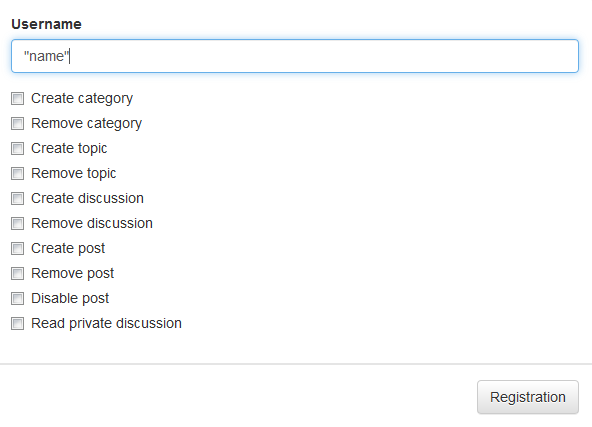 Username
"name"
Create category
Remove category
Create topic
Remove topic
Create discussion
Remove discussion
Create post
Remove post
Disable post
Read private discussion
Registration